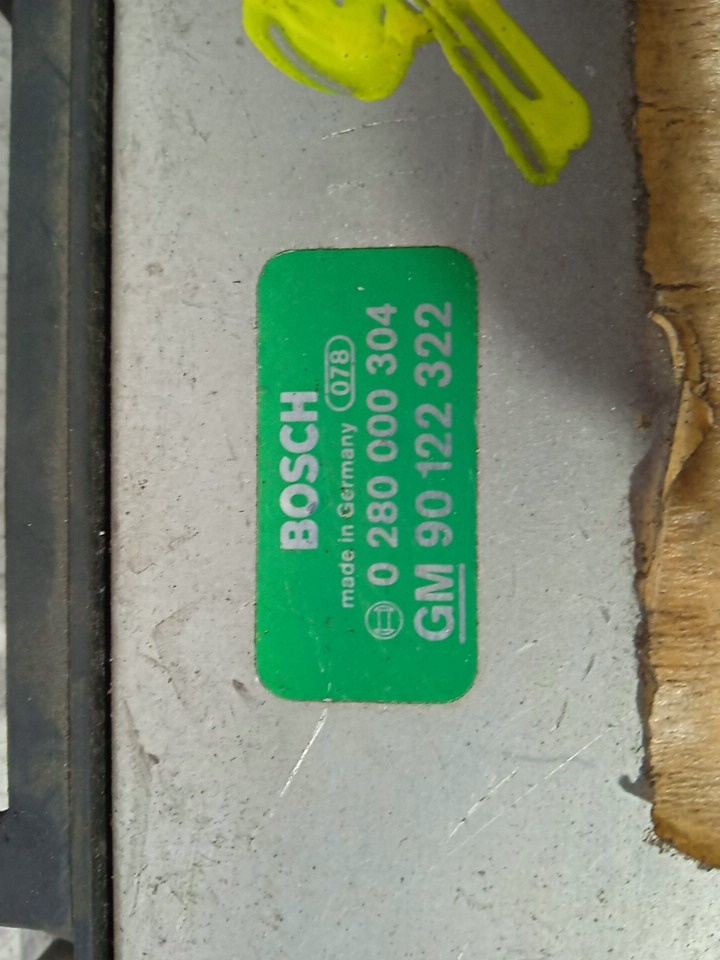 BOSCH
made in Germany 078
0 280 000 304
GM 90 122 322